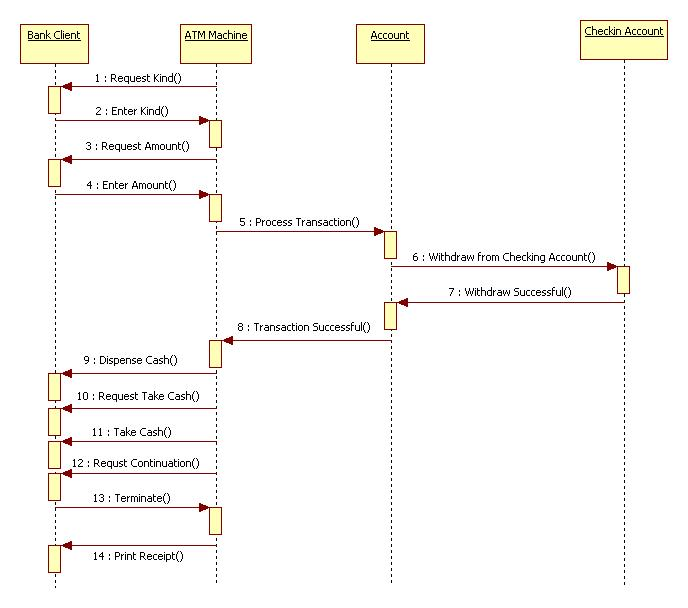 Bank Client
ATM Machine
Account
Checkin Account
1 : Request Kind()
2 : Enter Kind()
3 : Request Amount()
4 : Enter Amount()
5 : Process Transaction()
6 : Withdraw from Checking Account()
7 : Withdraw Successful()
8 : Transaction Successful()
9 : Dispense Cash()
10 : Request Take Cash()
11 : Take Cash()
12 : Requst Continuation()
13 : Terminate()
14 : Print Receipt()